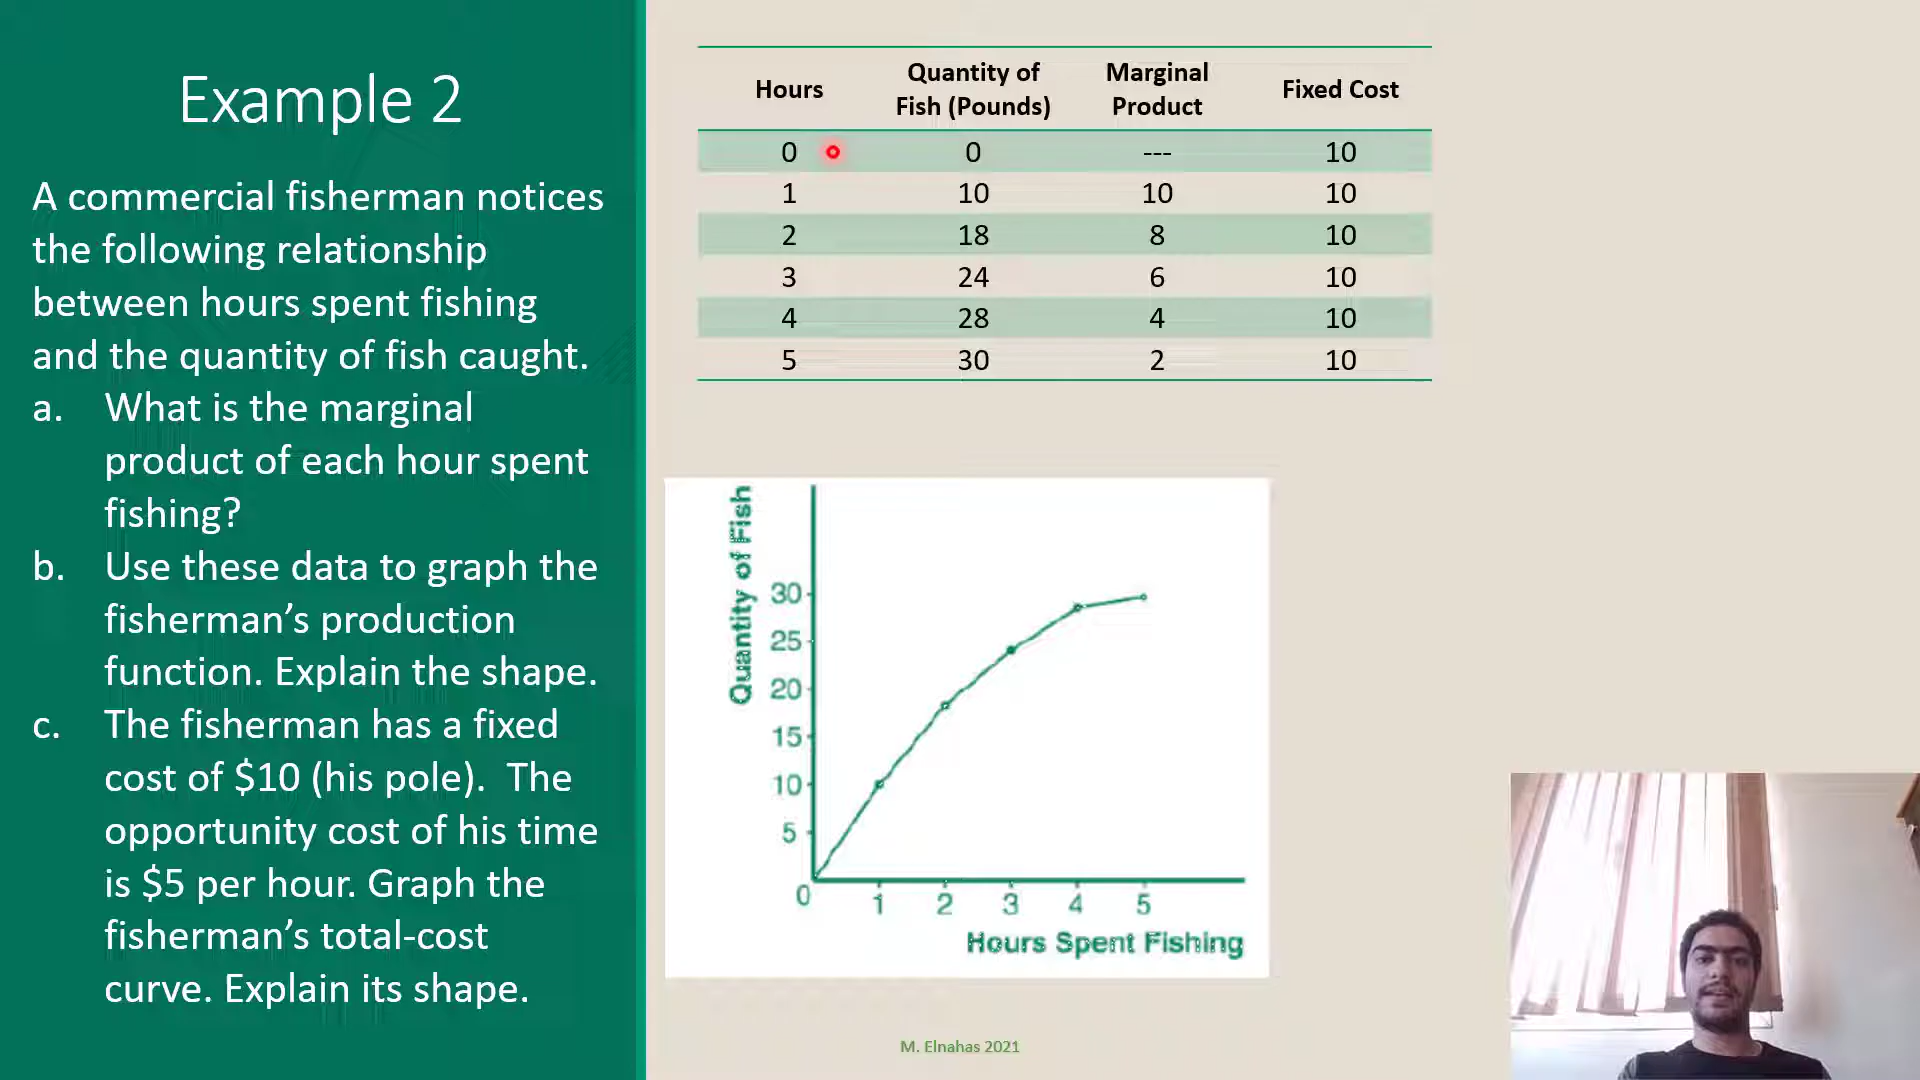 Example 2
A commercial fisherman notices
the following relationship
between hours spent fishing
and the quantity of fish caught.
a. What is the marginal
product of each hour spent
fishing?
b. Use these data to graph the
fisherman’s production
function. Explain the shape.
c. The fisherman has a fixed
cost of $10 (his pole). The
opportunity cost of his time
is $5 per hour. Graph the
fisherman’s total-cost
curve. Explain its shape.
Hours Quantity of Fish (Pounds) Marginal Product Fixed Cost
0 0 --- 10
1 10 10 10
2 18 8 10
3 24 6 10
4 28 4 10
5 30 2 10
Quantity of Fish
30
25
20
15
10
5
0 1 2 3 4 5
Hours Spent Fishing
M. Elnahas 2021